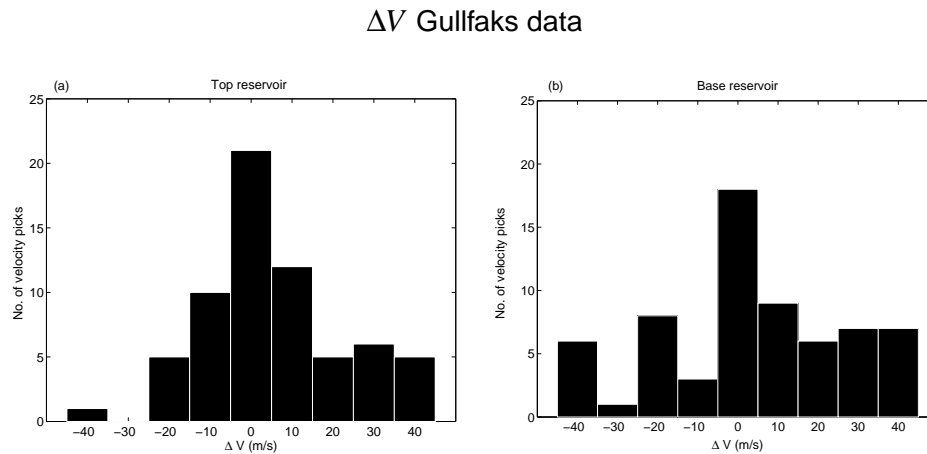 ΔV Gullfaks data
(a)
Top reservoir
25
20
15
10
5
0
No. of velocity picks
−40 −30 −20 −10 0 10 20 30 40
Δ V (m/s)
(b)
Base reservoir
25
20
15
10
5
0
No. of velocity picks
−40 −30 −20 −10 0 10 20 30 40
Δ V (m/s)